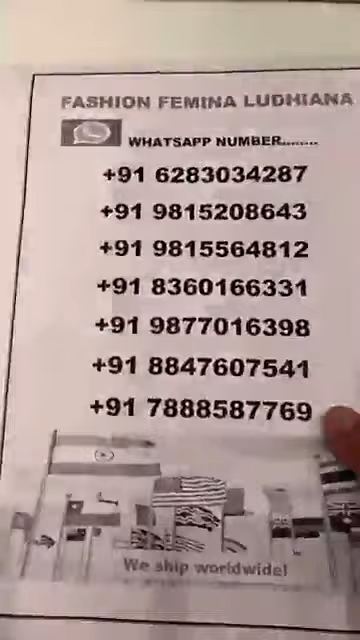 FASHION FEMINA LUDHIANA
WHATSAPP NUMBER........
+91 6283034287
+91 9815208643
+91 9815564812
+91 8360166331
+91 9877016398
+91 8847607541
+91 7888587769
We ship worldwide!